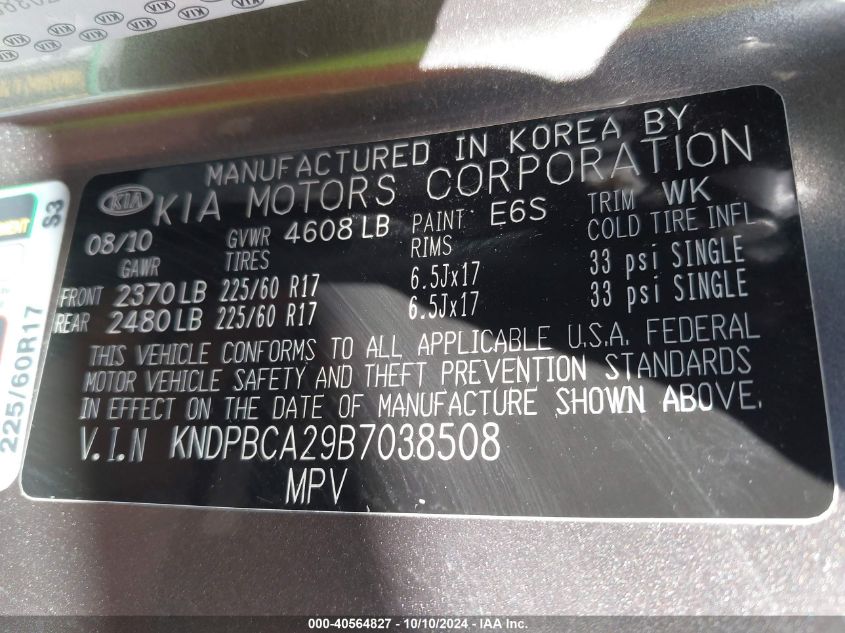 MANUFACTURED IN KOREA BY
KIA KIA MOTORS CORPORATION
08/10 GVWR 4608 LB PAINT E6S TRIM WK
GAWR TIRES RIMS COLD TIRE INFL
FRONT 2370 LB 225/60 R17 6.5Jx17 33 psi SINGLE
REAR 2480 LB 225/60 R17 6.5Jx17 33 psi SINGLE
THIS VEHICLE CONFORMS TO ALL APPLICABLE U.S.A. FEDERAL
MOTOR VEHICLE SAFETY AND THEFT PREVENTION STANDARDS
IN EFFECT ON THE DATE OF MANUFACTURE SHOWN ABOVE.
V.I.N KNDPBCA29B7038508
MPV
S3
225/60R17
000-40564827 - 10/10/2024 - IAA Inc.